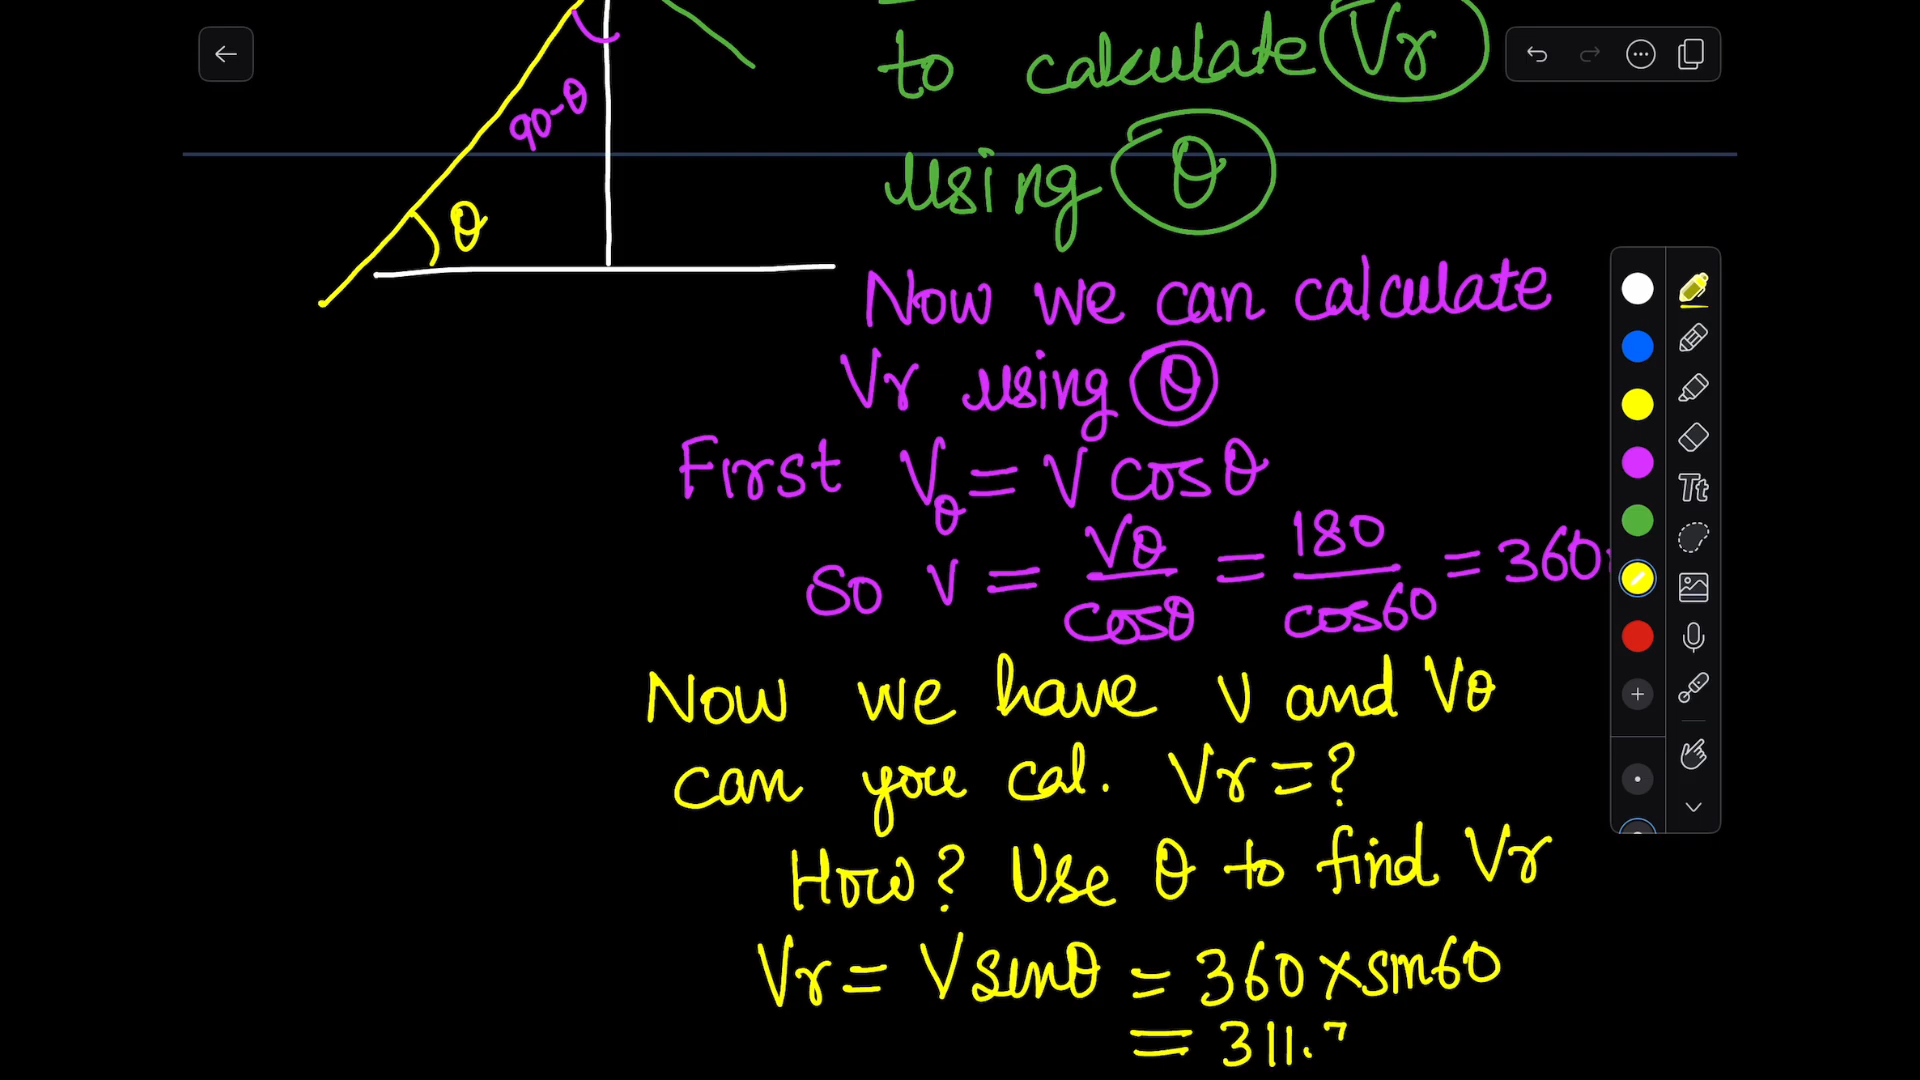 to calculate Vr
90-θ
using θ
θ
Now we can calculate
Vr using θ
First Vθ = V cosθ
So V = Vθ/cosθ = 180/cos60 = 360
Now we have V and Vθ
can you cal. Vr = ?
How? Use θ to find Vr
Vr = V sinθ = 360 × sin60
= 311.7
Tt